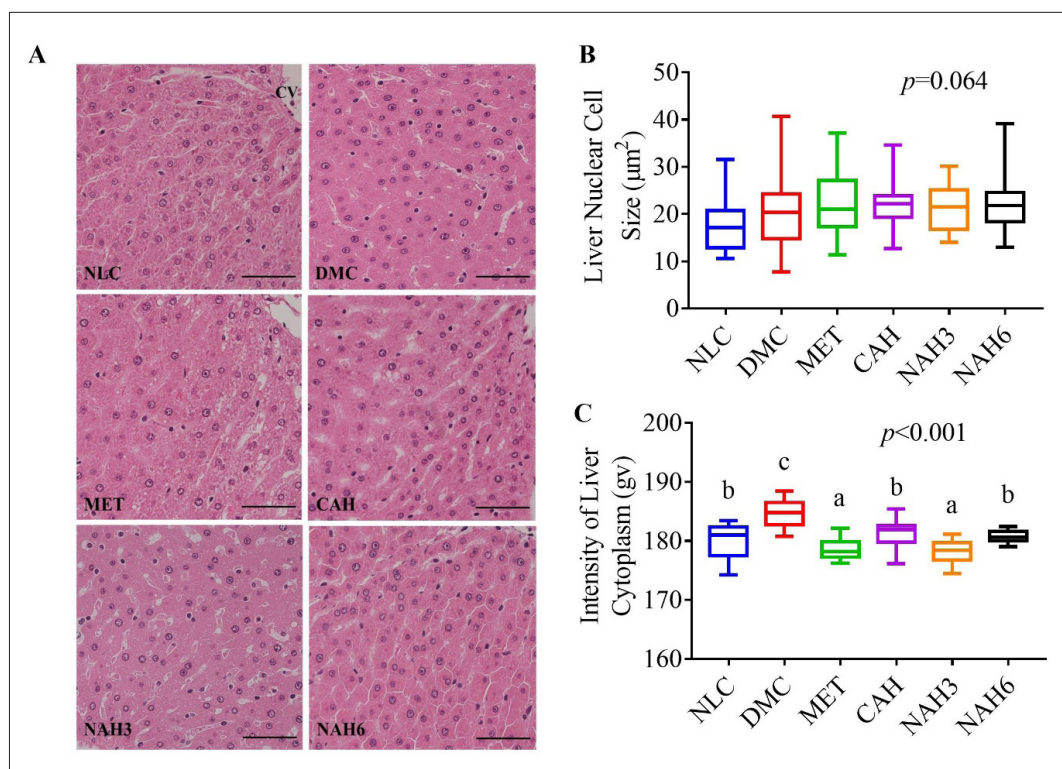 A
CV
NLC
DMC
MET
CAH
NAH3
NAH6
B
p=0.064
Liver Nuclear Cell
Size (μm²)
50
40
30
20
10
0
NLC
DMC
MET
CAH
NAH3
NAH6
C
p<0.001
Intensity of Liver
Cytoplasm (gv)
200
190
180
170
160
b
c
a
b
a
b
NLC
DMC
MET
CAH
NAH3
NAH6